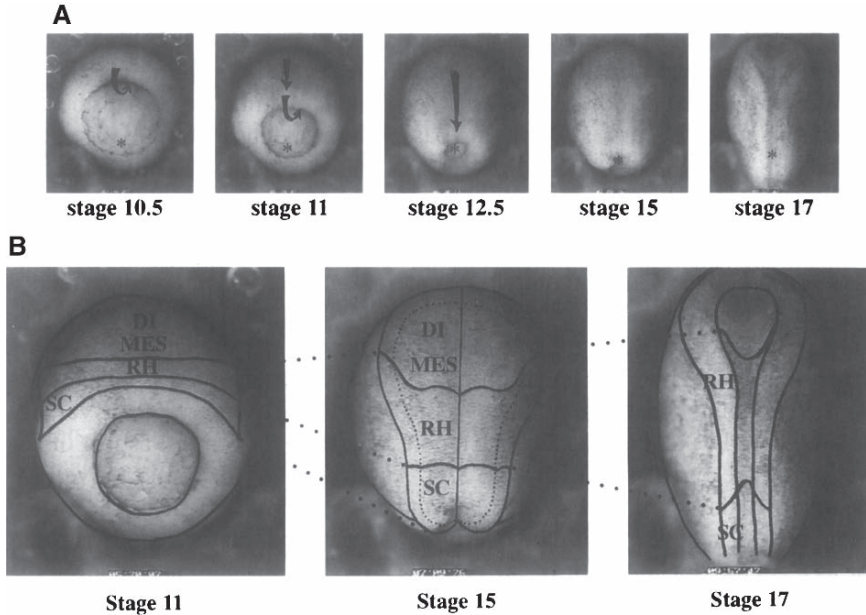 A
*
*
*
*
*
stage 10.5 stage 11 stage 12.5 stage 15 stage 17
B
DI
MES
RH
SC
DI
MES
RH
SC
RH
SC
Stage 11 Stage 15 Stage 17